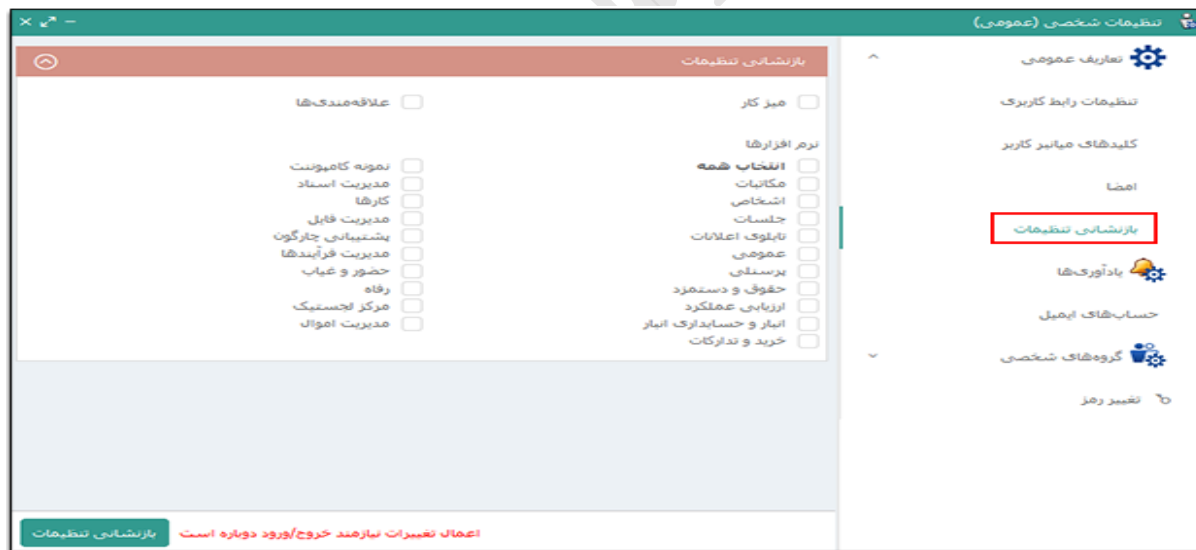 تنظیمات شخصی (عمومی)
تعاریف عمومی
تنظیمات رابط کاربری
کلیدهای میانبر کاربر
امضا
بازنشانی تنظیمات
یادآوری‌ها
حساب‌های ایمیل
گروه‌های شخصی
تغییر رمز
بازنشانی تنظیمات
میز کار علاقه‌مندی‌ها
نرم افزارها
انتخاب همه نمونه کامپوننت
مکاتبات مدیریت اسناد
اشخاص کارها
جلسات مدیریت فایل
تابلوی اعلانات پشتیبانی چارگون
عمومی مدیریت فرآیندها
پرسنلی حضور و غیاب
حقوق و دستمزد رفاه
ارزیابی عملکرد مرکز لجستیک
انبار و حسابداری انبار مدیریت اموال
خرید و تدارکات
اعمال تغییرات نیازمند خروج/ورود دوباره است بازنشانی تنظیمات